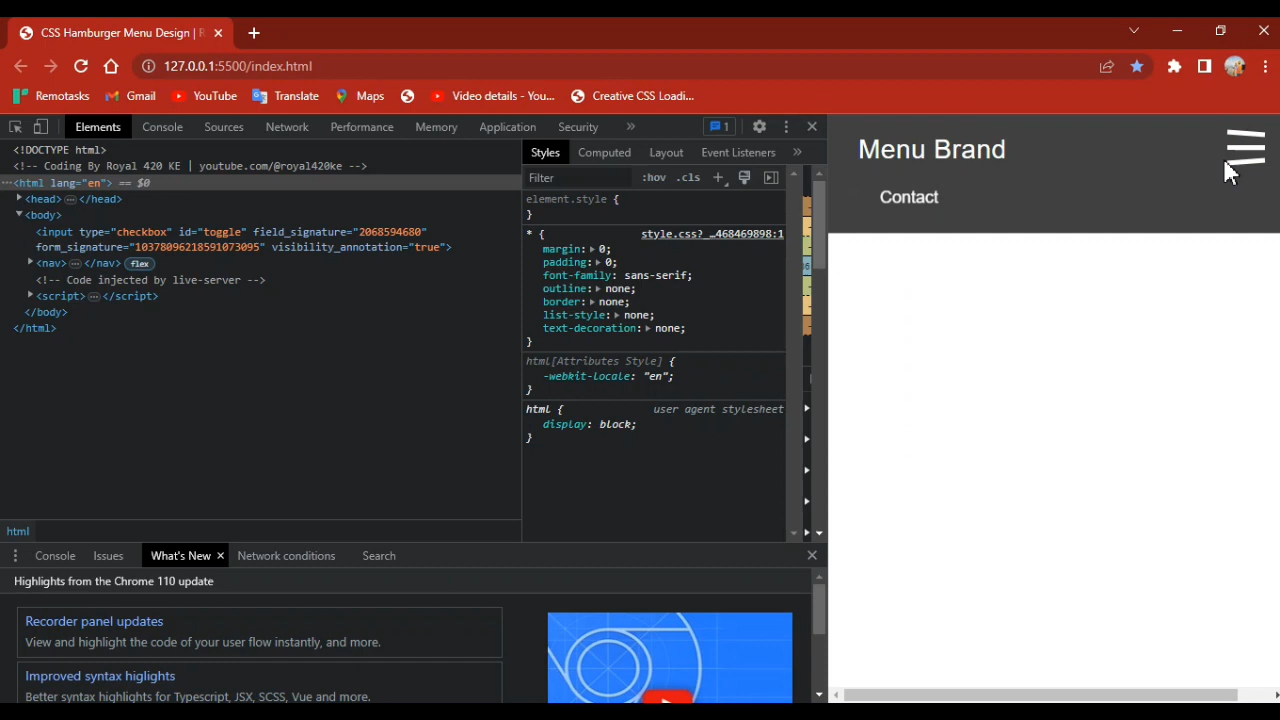 CSS Hamburger Menu Design | R
127.0.0.1:5500/index.html
Remotasks Gmail YouTube Translate Maps Video details - You... Creative CSS Loadi...
Elements Console Sources Network Performance Memory Application Security » 1
<!DOCTYPE html>
<!-- Coding By Royal 420 KE | youtube.com/@royal420ke -->
<html lang="en"> == $0
<head> … </head>
<body>
<input type="checkbox" id="toggle" field_signature="2068594680"
form_signature="10378096218591073095" visibility_annotation="true">
<nav> … </nav> flex
<!-- Code injected by live-server -->
<script> … </script>
</body>
</html>
html
Styles Computed Layout Event Listeners »
Filter :hov .cls +
element.style {
}
* { style.css?_…468469898:1
margin: 0;
padding: 0;
font-family: sans-serif;
outline: none;
border: none;
list-style: none;
text-decoration: none;
}
html[Attributes Style] {
-webkit-locale: "en";
}
html { user agent stylesheet
display: block;
}
Menu Brand
Contact
Console Issues What's New Network conditions Search
Highlights from the Chrome 110 update
Recorder panel updates
View and highlight the code of your user flow instantly, and more.
Improved syntax higlights
Better syntax highlights for Typescript, JSX, SCSS, Vue and more.